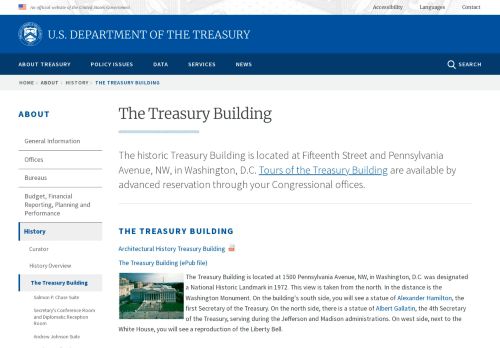 An official website of the United States Government
Accessibility
Languages
Contact
U.S. DEPARTMENT OF THE TREASURY
ABOUT TREASURY
POLICY ISSUES
DATA
SERVICES
NEWS
SEARCH
HOME › ABOUT › HISTORY › THE TREASURY BUILDING
ABOUT
General Information
Offices
Bureaus
Budget, Financial
Reporting, Planning and
Performance
History
Curator
History Overview
The Treasury Building
Salmon P. Chase Suite
Secretary's Conference Room
and Diplomatic Reception
Room
Andrew Johnson Suite
The Treasury Building
The historic Treasury Building is located at Fifteenth Street and Pennsylvania
Avenue, NW, in Washington, D.C. Tours of the Treasury Building are available by
advanced reservation through your Congressional offices.
THE TREASURY BUILDING
Architectural History Treasury Building
The Treasury Building (ePub file)
The Treasury Building is located at 1500 Pennsylvania Avenue, NW, in Washington, D.C. was designated
a National Historic Landmark in 1972. This view is taken from the north. In the distance is the
Washington Monument. On the building's south side, you will see a statue of Alexander Hamilton, the
first Secretary of the Treasury. On the north side, there is a statue of Albert Gallatin, the 4th Secretary
of the Treasury, serving during the Jefferson and Madison administrations. On west side, next to the
White House, you will see a reproduction of the Liberty Bell.